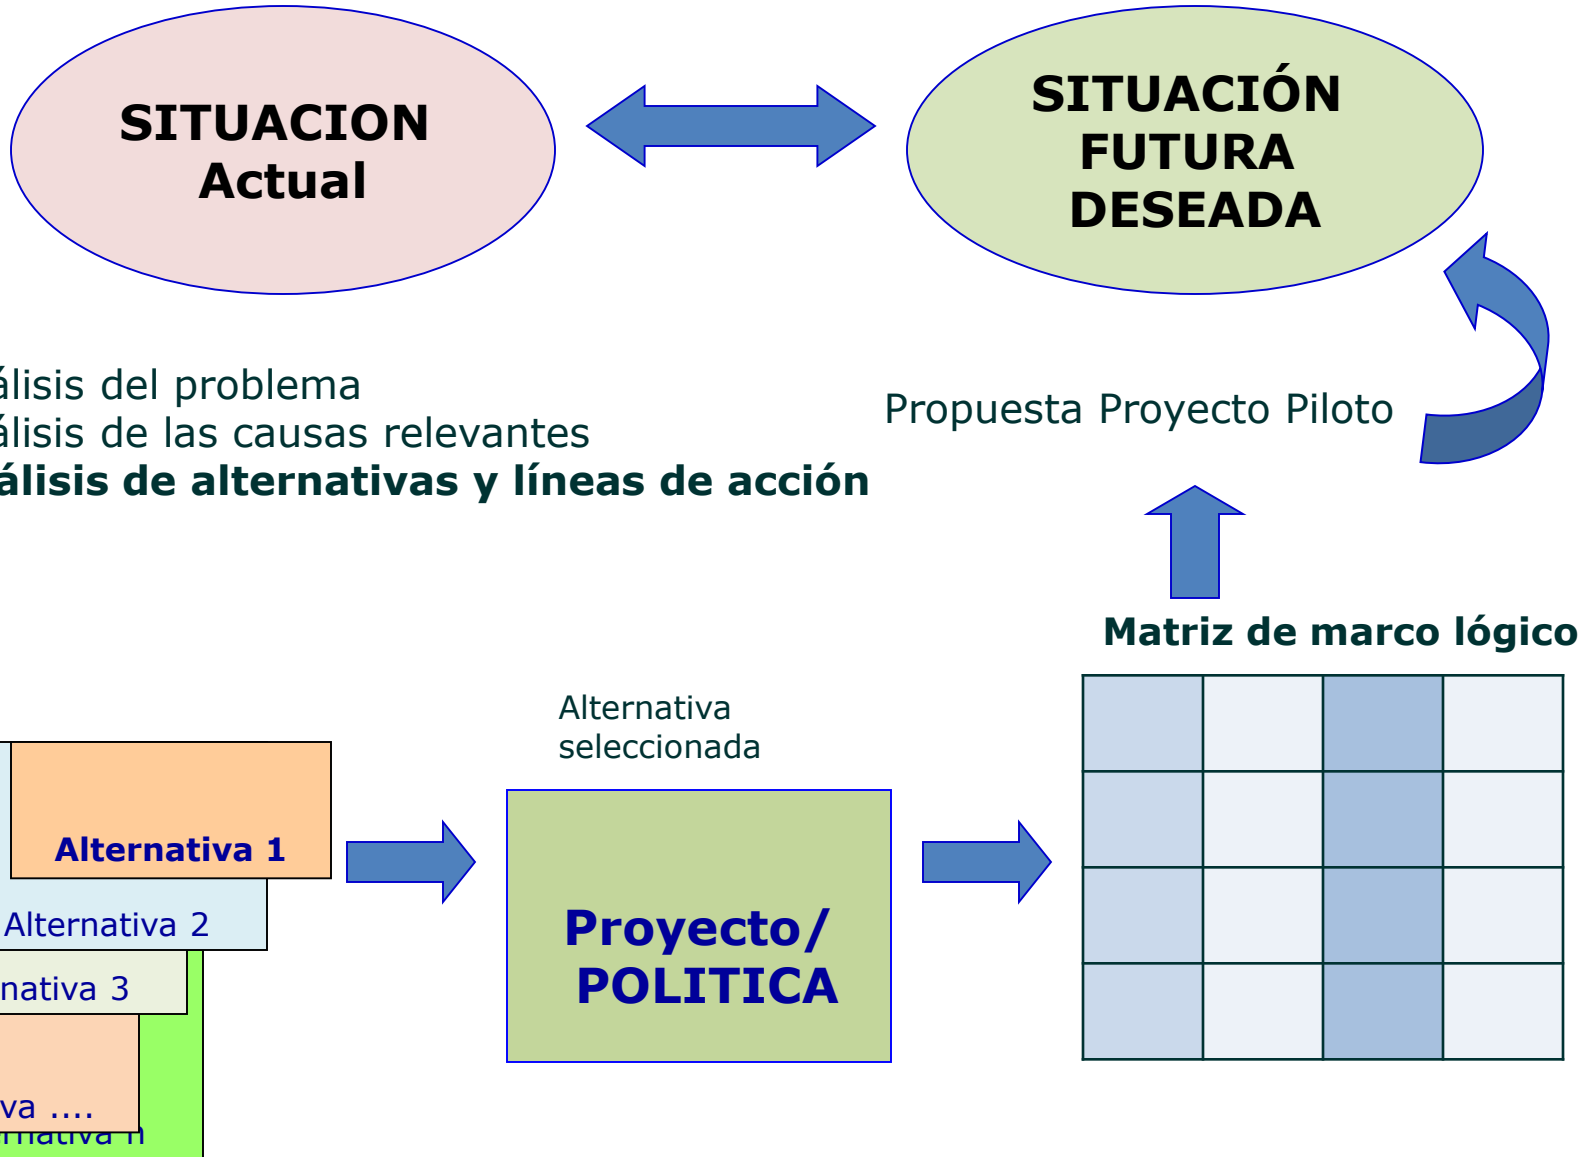 SITUACION
Actual
SITUACIÓN
FUTURA
DESEADA
álisis del problema
álisis de las causas relevantes
álisis de alternativas y líneas de acción
Propuesta Proyecto Piloto
Matriz de marco lógico
Alternativa
seleccionada
Alternativa 1
Alternativa 2
nativa 3
va ....
ernativa n
Proyecto/
POLITICA